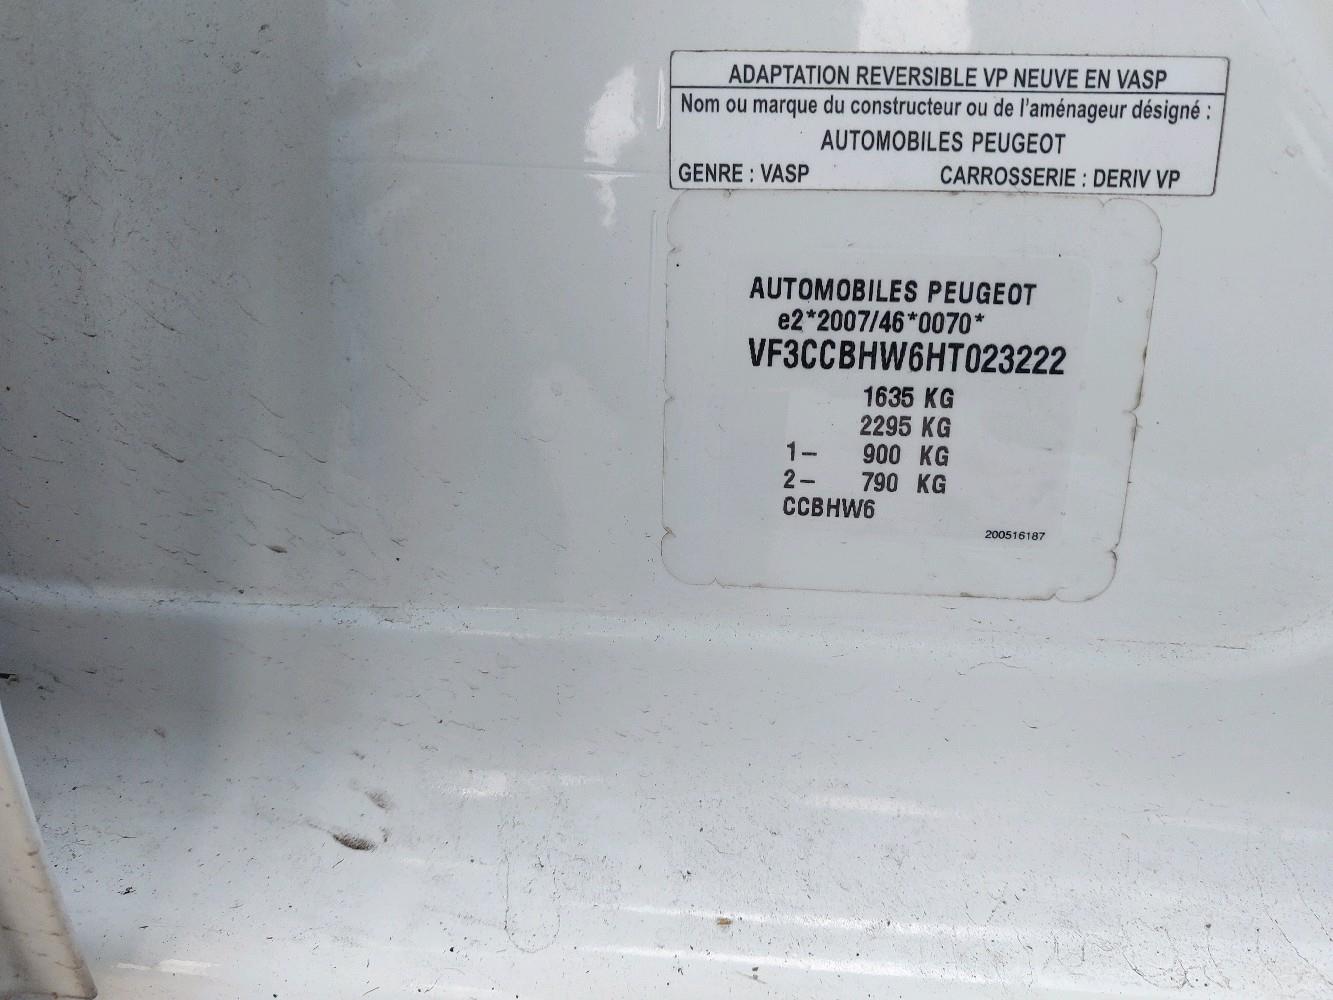 ADAPTATION REVERSIBLE VP NEUVE EN VASP
Nom ou marque du constructeur ou de l'aménageur désigné :
AUTOMOBILES PEUGEOT
GENRE : VASP CARROSSERIE : DERIV VP
AUTOMOBILES PEUGEOT
e2*2007/46*0070*
VF3CCBHW6HT023222
1635 KG
2295 KG
1– 900 KG
2– 790 KG
CCBHW6
200516187